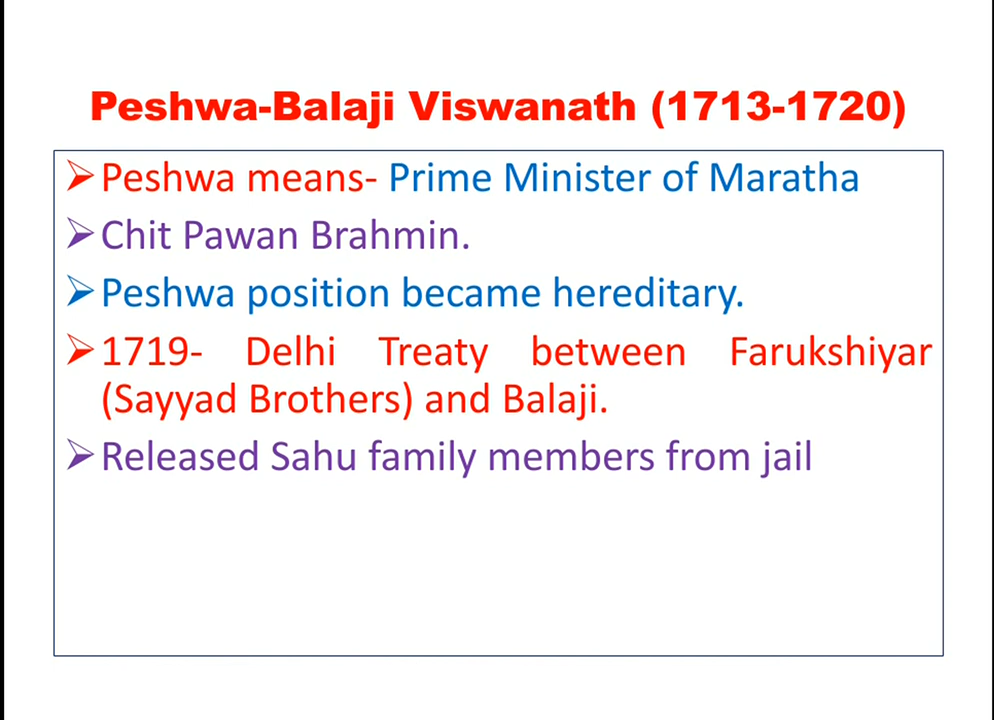 Peshwa-Balaji Viswanath (1713-1720)
➢Peshwa means- Prime Minister of Maratha
➢Chit Pawan Brahmin.
➢Peshwa position became hereditary.
➢1719- Delhi Treaty between Farukshiyar
(Sayyad Brothers) and Balaji.
➢Released Sahu family members from jail